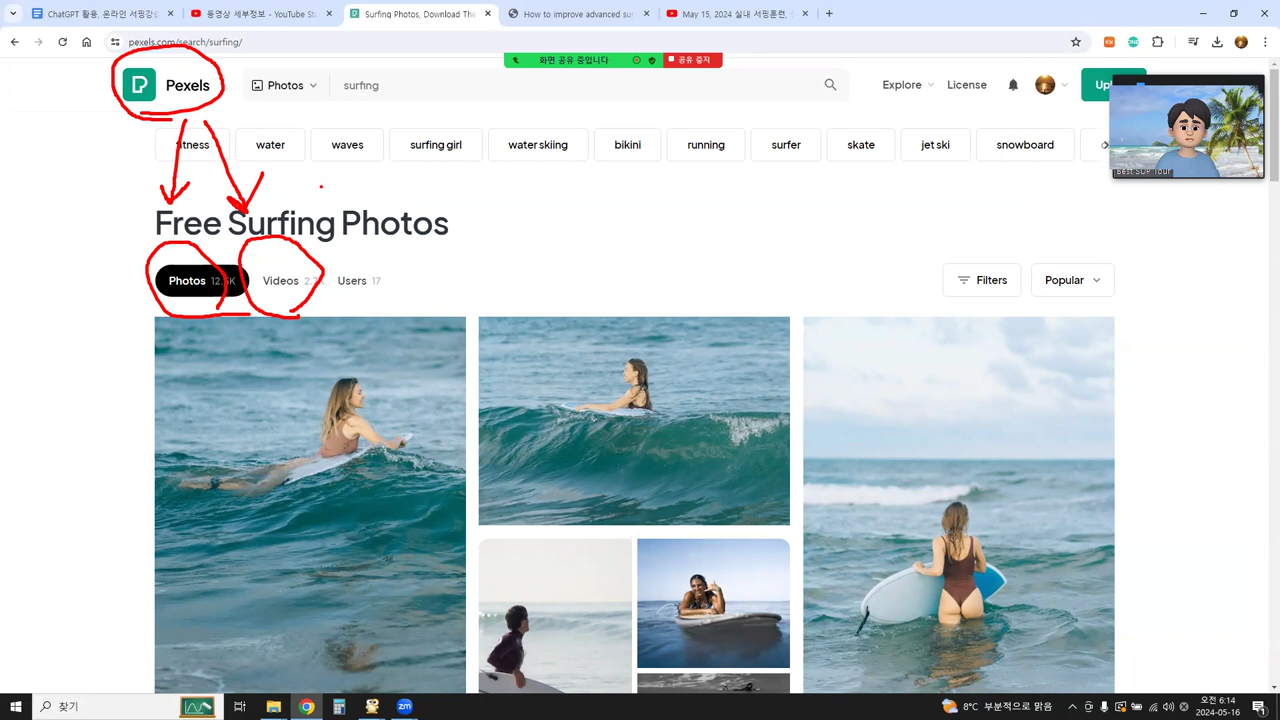 ChatGPT 활용, 온라인 서핑강습
동영상 세부정보 - YouTube St
Surfing Photos, Download The
How to improve advanced su
May 15, 2024 실내 서핑훈련,
pexels.com/search/surfing/
화면 공유 중입니다
공유 중지
Pexels
Photos
surfing
Explore
License
fitness
water
waves
surfing girl
water skiing
bikini
running
surfer
skate
jet ski
snowboard
Best SUP Tour
Free Surfing Photos
Photos 12.5K
Videos
Users 17
Filters
Popular
찾기
zm
8°C 부분적으로 맑음
오전 6:14
2024-05-16